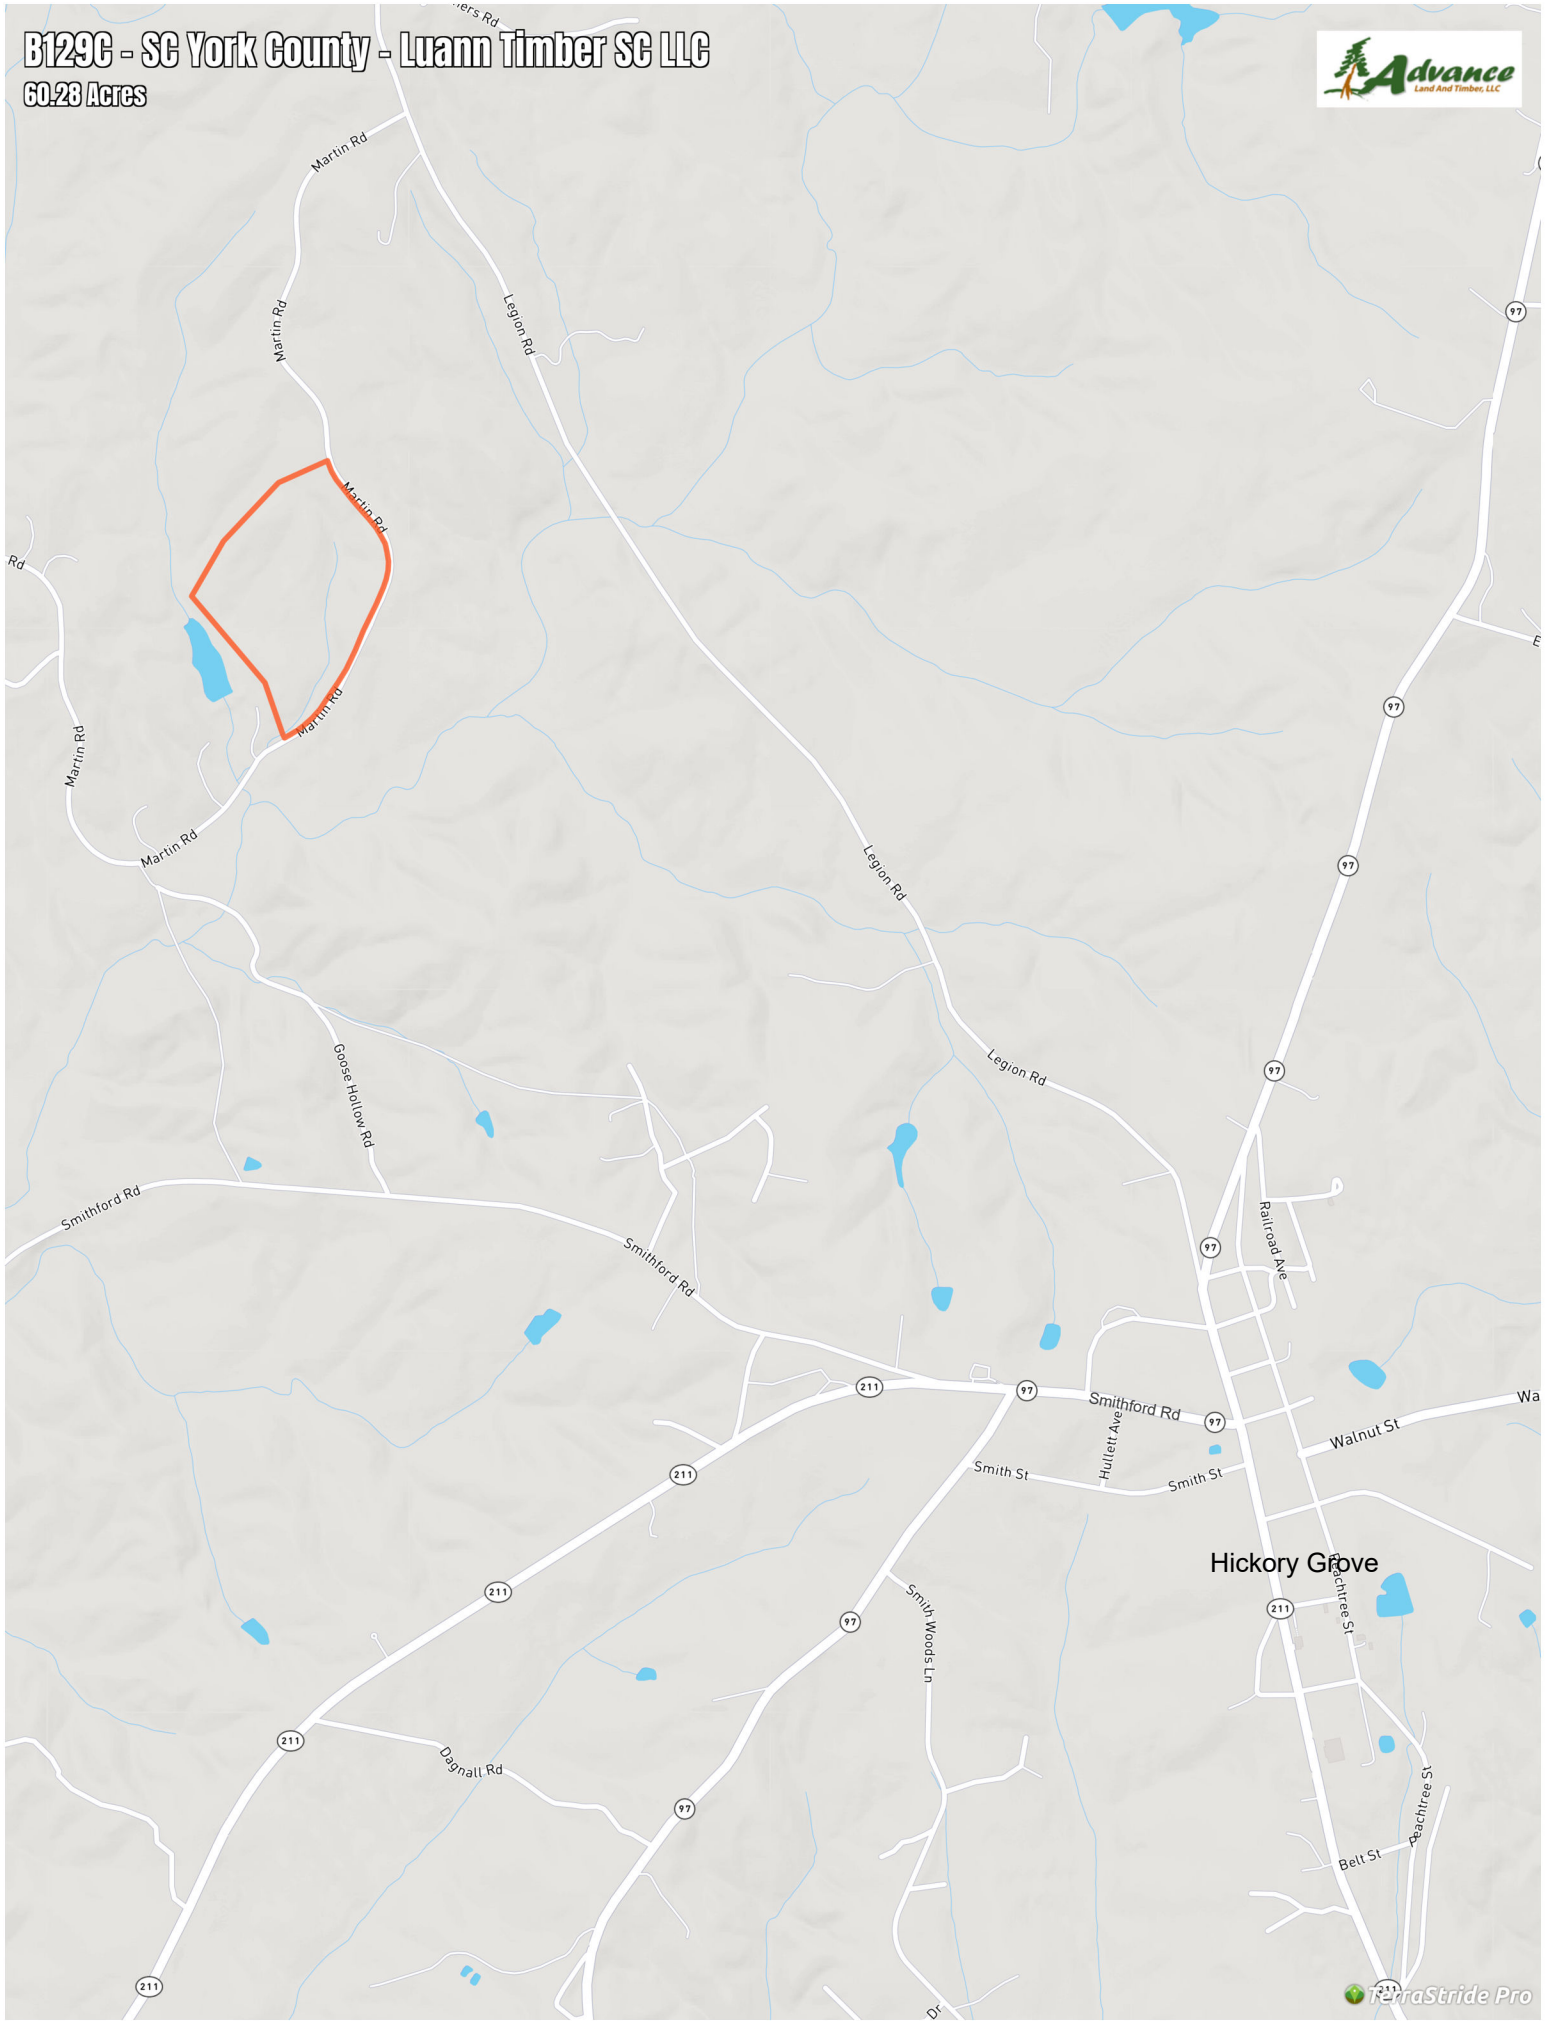 B129C - SC York County - Luann Timber SC LLC
60.28 Acres
Advance
Land And Timber, LLC
Martin Rd
Martin Rd
Legion Rd
97
Martin Rd
Rd
Martin Rd
97
Martin Rd
Martin Rd
Legion Rd
97
Legion Rd
97
Goose Hollow Rd
Smithford Rd
Railroad Ave
97
Smithford Rd
211
97
Smithford Rd
97
Hullett Ave
Walnut St
Wa
211
Smith St
Smith St
Hickory Grove
Peachtree St
211
211
97
Smith Woods Ln
211
Dagnall Rd
97
Peachtree St
Belt St
211
Dr
211
TerraStride Pro